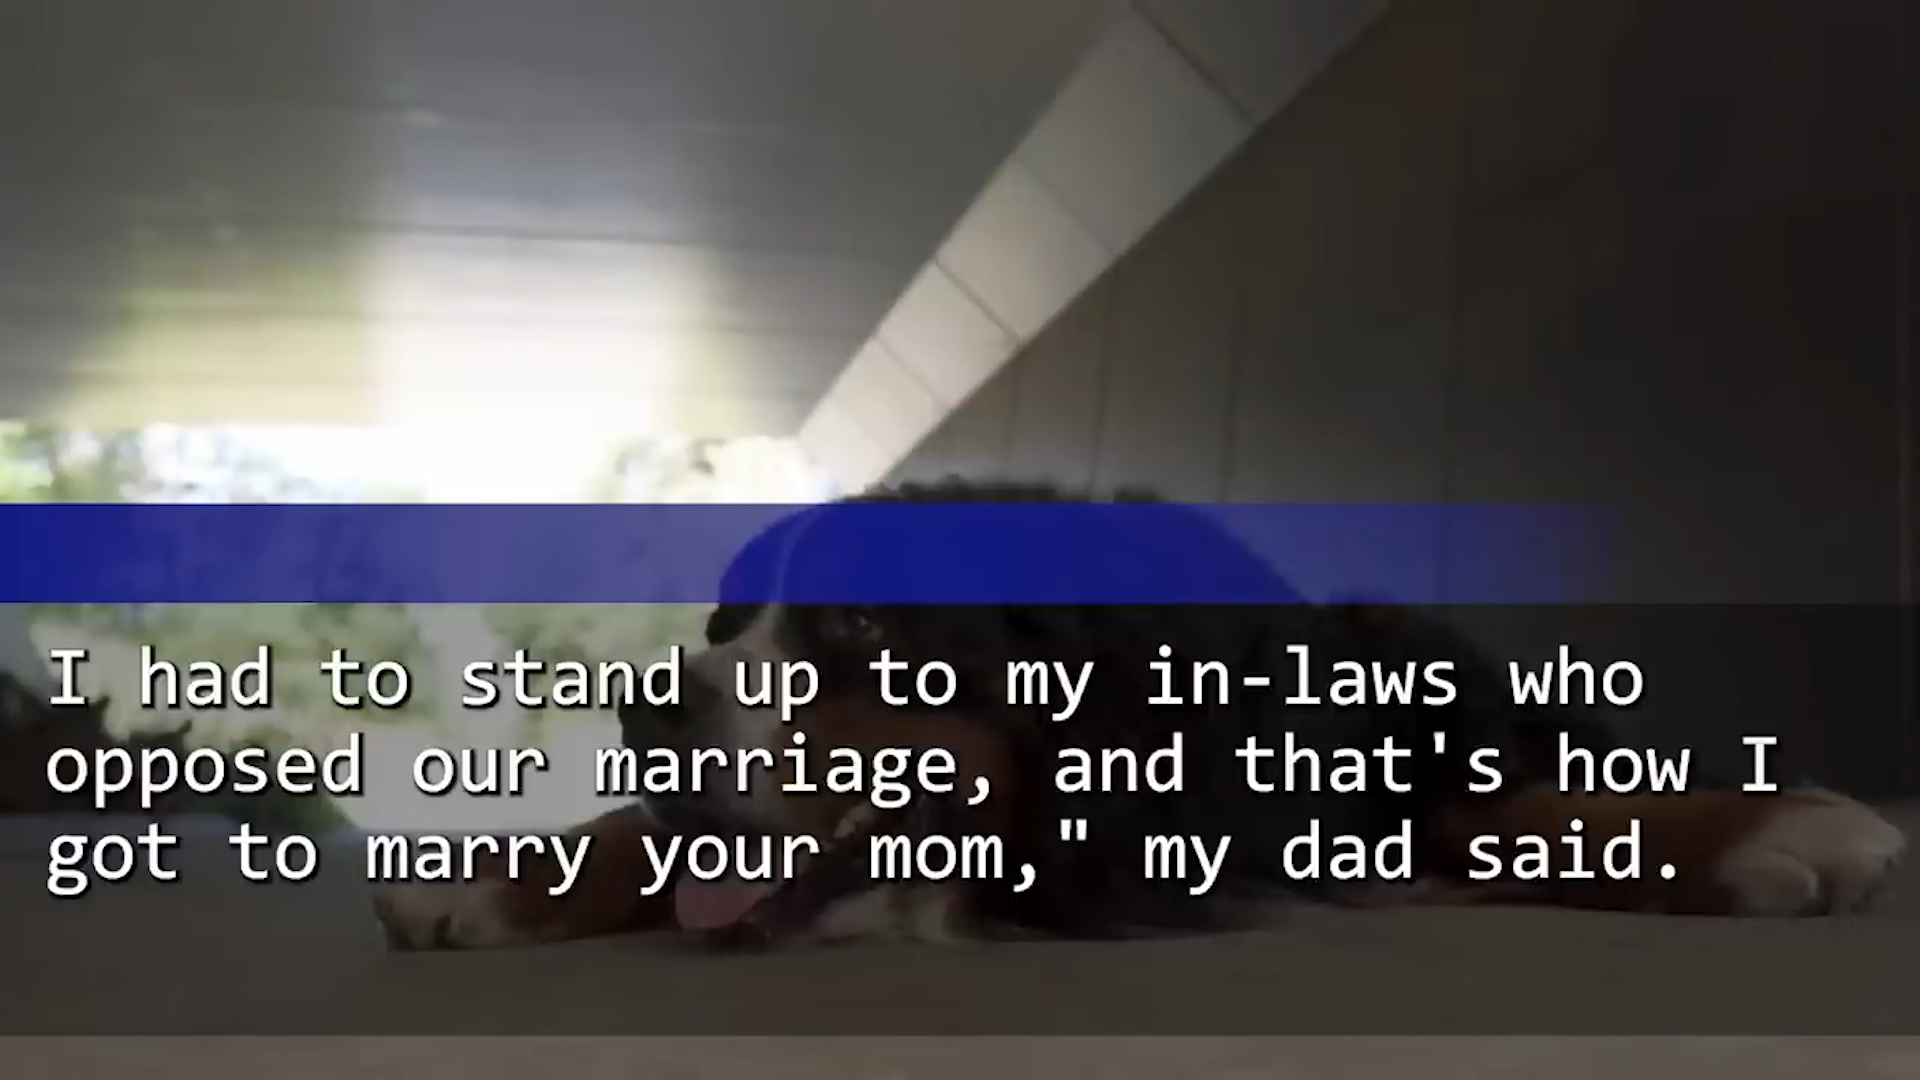 I had to stand up to my in-laws who
opposed our marriage, and that's how I
got to marry your mom," my dad said.